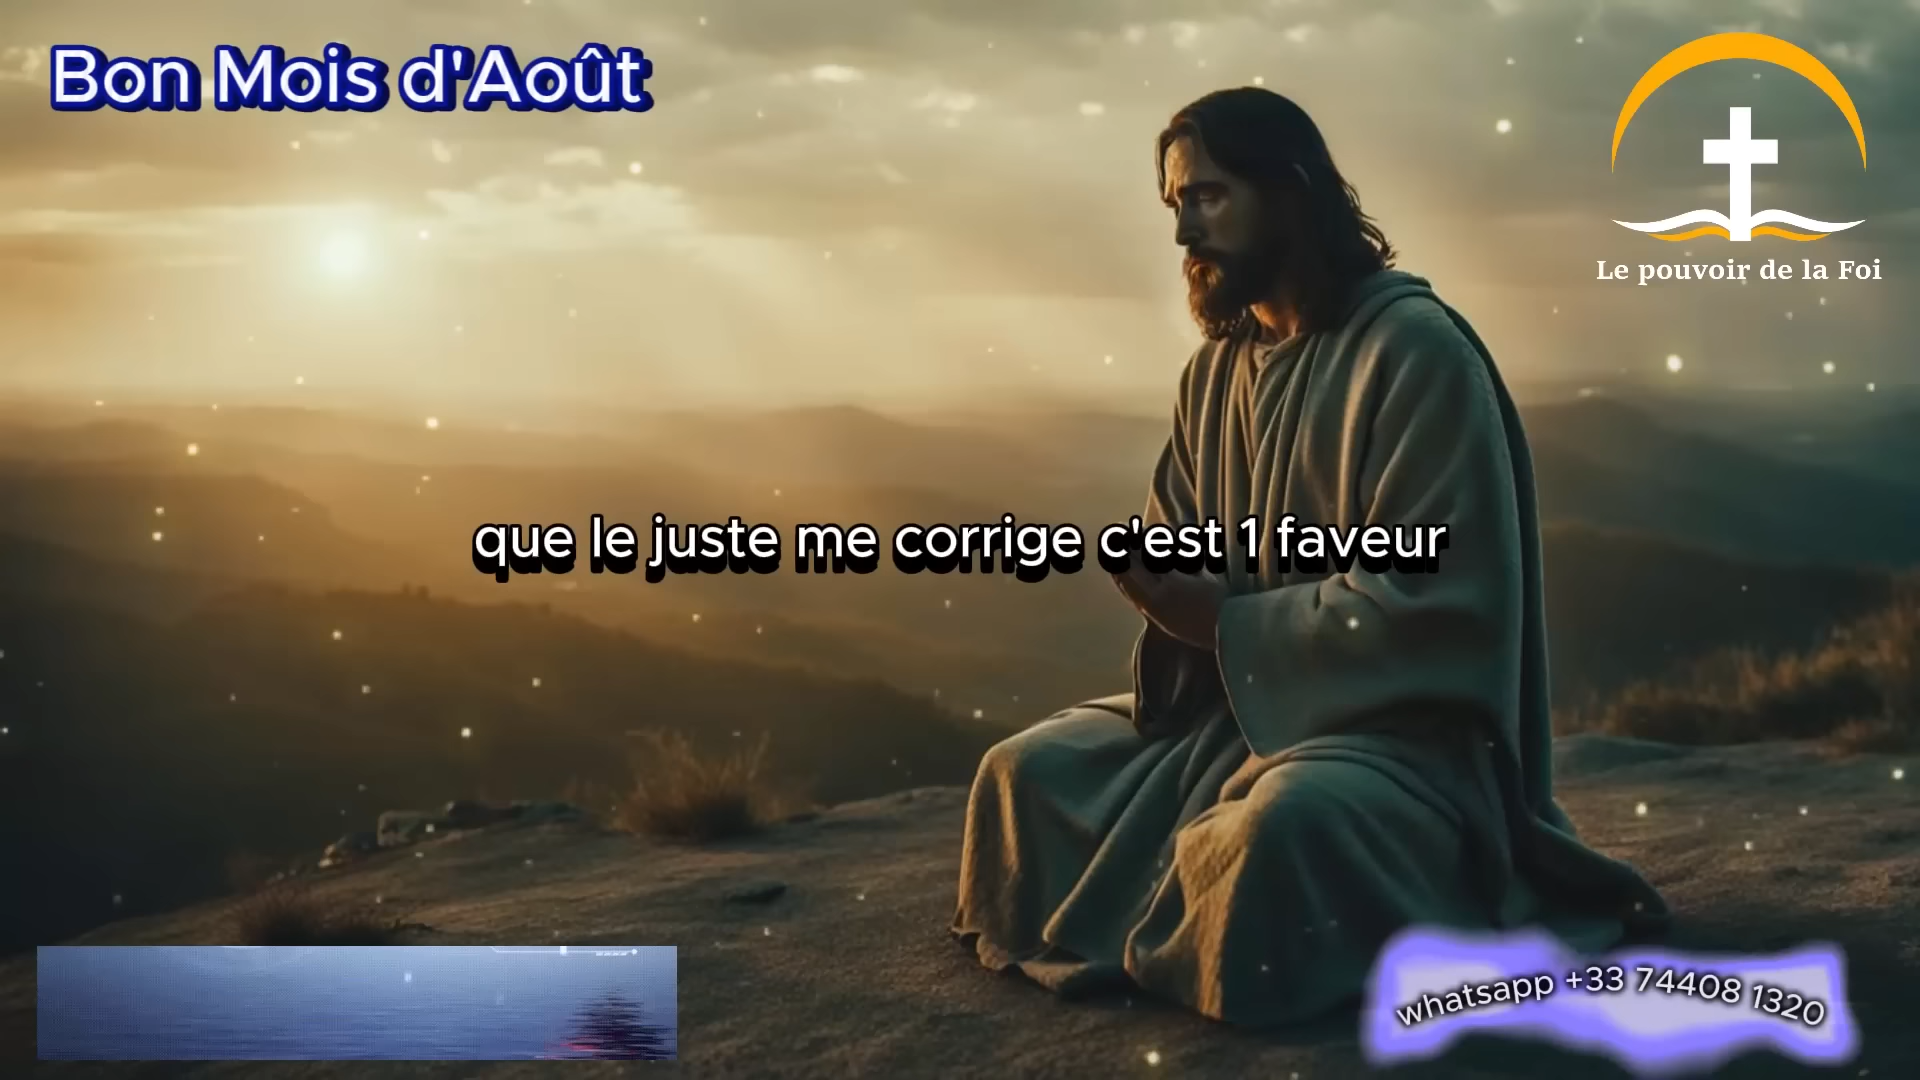 Bon Mois d'Août
Le pouvoir de la Foi
que le juste me corrige c'est 1 faveur
whatsapp +33 74408 1320